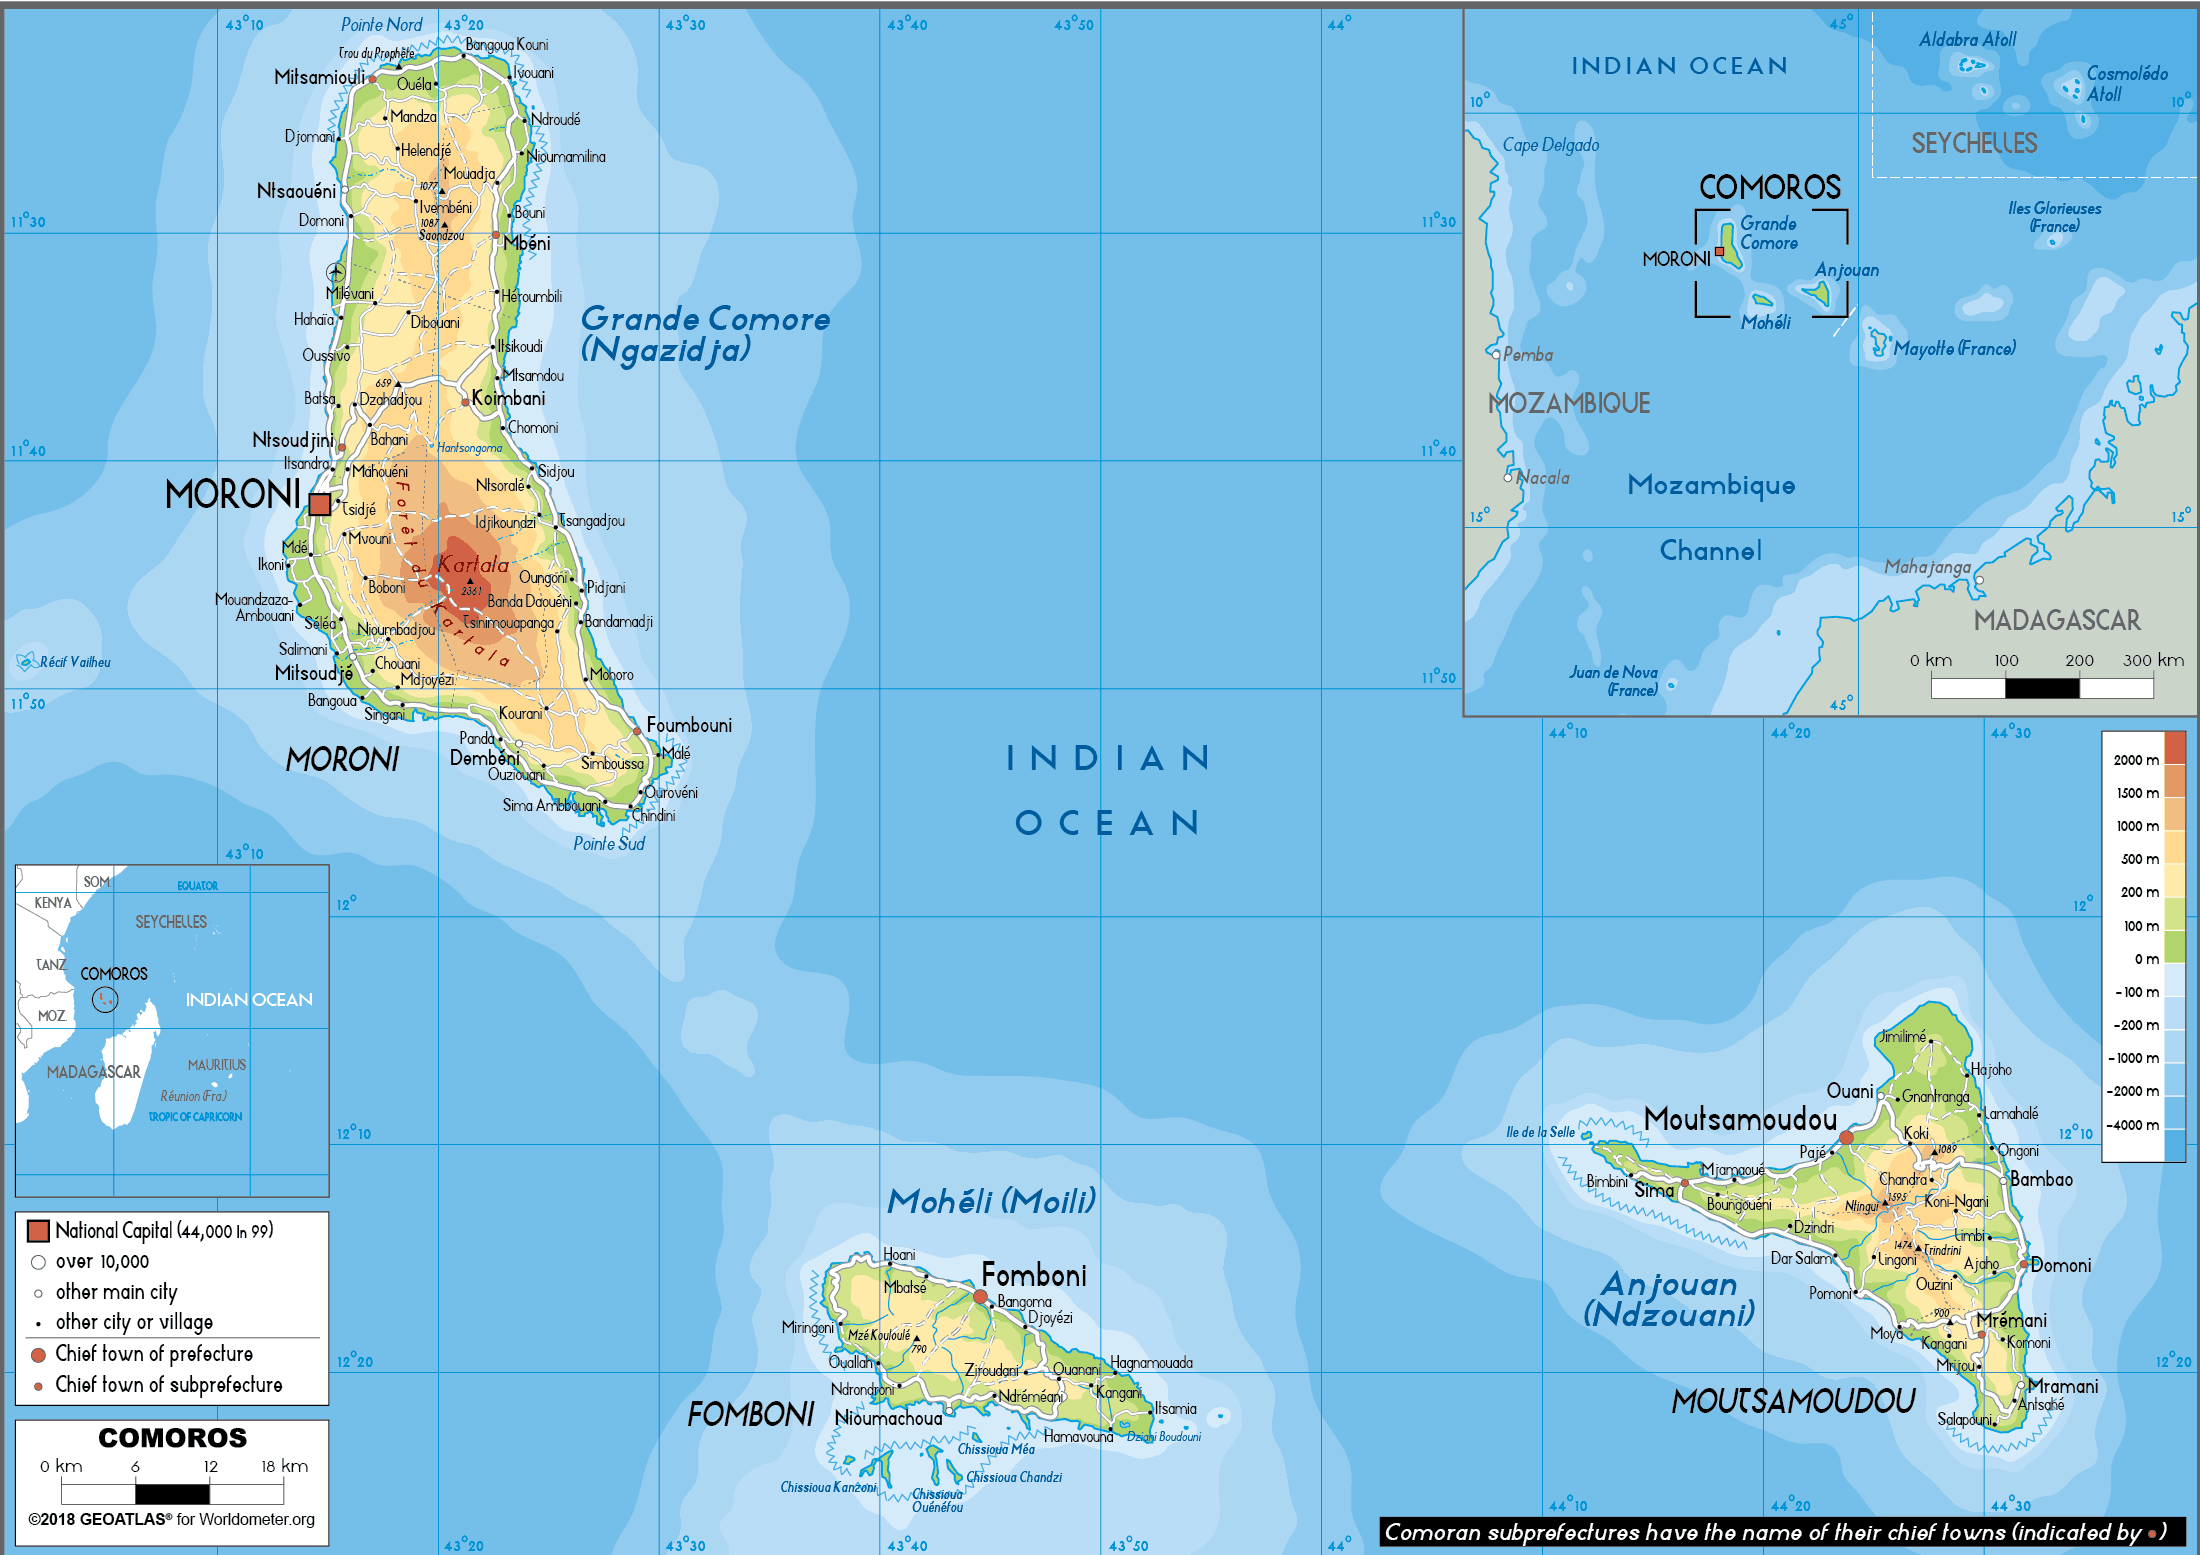 43°10
43°20
43°30
43°40
43°50
44°
45°
Pointe Nord
Trou du Prophète
Bangoua Kouni
Mitsamiouli
Ivouani
Ouéla
Mandza
Ndroudé
Djomani
Helendjé
Nioumamilina
Mouadja
Ntsaouéni
1077
Ivembéni
Domoni
Bouni
1087
Saondzou
Mbéni
11°30
11°30
Milévani
Héroumbili
Hahaïa
Dibouani
Grande Comore
(Ngazidja)
Oussivo
Itsikoudi
Mtsamdou
659
Batsa
Dzahadjou
Koimbani
Chomoni
Ntsoudjini
Bahani
Hantsongoma
11°40
11°40
Itsandra
Mahouéni
Sidjou
MORONI
Ntsoralé
Tsidjé
Idjikoundzi
Tsangadjou
Forêt du Kartala
Mdé
Mvouni
Ikoni
Kartala
2361
Boboni
Oungoni
Pidjani
Mouandzaza-
Ambouani
Banda Daouéni
Séléa
Nioumbadjou
Tsinimouapanga
Bandamadji
Salimani
Récif Vailheu
Mitsoudjé
Chouani
Mdjoyézi
Mohoro
Bangoua
11°50
11°50
Singani
Kourani
Foumbouni
Panda
MORONI
Dembéni
Malé
Simboussa
Ouziouani
Sima Ambbouani
Ourovéni
Chindini
Pointe Sud
43°10
INDIAN
OCEAN
INDIAN OCEAN
Aldabra Atoll
Cosmolédo
Atoll
10°
10°
Cape Delgado
SEYCHELLES
COMOROS
Grande
Comore
Iles Glorieuses
(France)
MORONI
Anjouan
Mohéli
Mayotte (France)
Pemba
MOZAMBIQUE
Nacala
Mozambique
Channel
15°
15°
Mahajanga
MADAGASCAR
Juan de Nova
(France)
0 km 100 200 300 km
45°
44°10
44°20
44°30
2000 m
1500 m
1000 m
500 m
200 m
100 m
0 m
-100 m
-200 m
-1000 m
-2000 m
-4000 m
SOM.
EQUATOR
KENYA
SEYCHELLES
TANZ.
COMOROS
INDIAN OCEAN
MOZ.
MAURITIUS
MADAGASCAR
Réunion (Fra.)
TROPIC OF CAPRICORN
12°
12°
12°10
12°10
Jimilimé
Hajoho
Ouani
Gnantranga
Moutsamoudou
Lamahalé
Ile de la Selle
Koki
Pajé
1089
Ongoni
Bimbini
Mjamaoué
Sima
Chandra
Bambao
Boungouéni
Ntingui
1595
Koni-Ngani
Dzindri
Limbi
Dar Salam
1474
Trindrini
Lingoni
Ajaho
Domoni
Anjouan
(Ndzouani)
Ouzini
Pomoni
900
Mrémani
Moya
Kangani
Komoni
Mrijou
12°20
12°20
Mramani
MOUTSAMOUDOU
Antsahé
Salapouni
Mohéli (Moili)
Hoani
Mbatsé
Fomboni
Bangoma
Djoyézi
Miringoni
Mzé Kouloulé
790
Ouallah
Ziroudani
Ouanani
Hagnamouada
Ndrondroni
Ndréméani
Kangani
FOMBONI
Nioumachoua
Itsamia
Hamavouna
Dziani Boudouni
Chissioua Méa
Chissioua Kanzoni
Chissioua Chandzi
Chissioua
Ouénéfou
National Capital (44,000 In 99)
over 10,000
other main city
other city or village
Chief town of prefecture
Chief town of subprefecture
COMOROS
0 km 6 12 18 km
©2018 GEOATLAS® for Worldometer.org
43°20
43°30
43°40
43°50
44°
44°10
44°20
44°30
Comoran subprefectures have the name of their chief towns (indicated by )